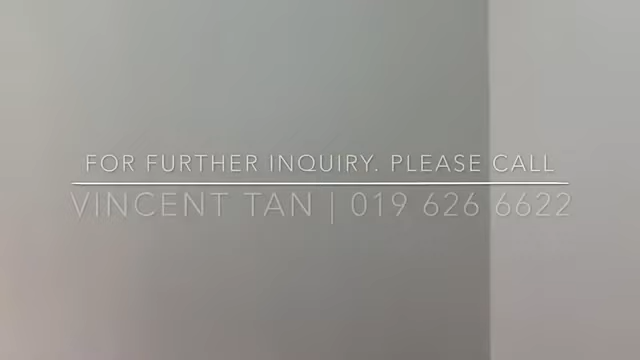 FOR FURTHER INQUIRY. PLEASE CALL
VINCENT TAN | 019 626 6622